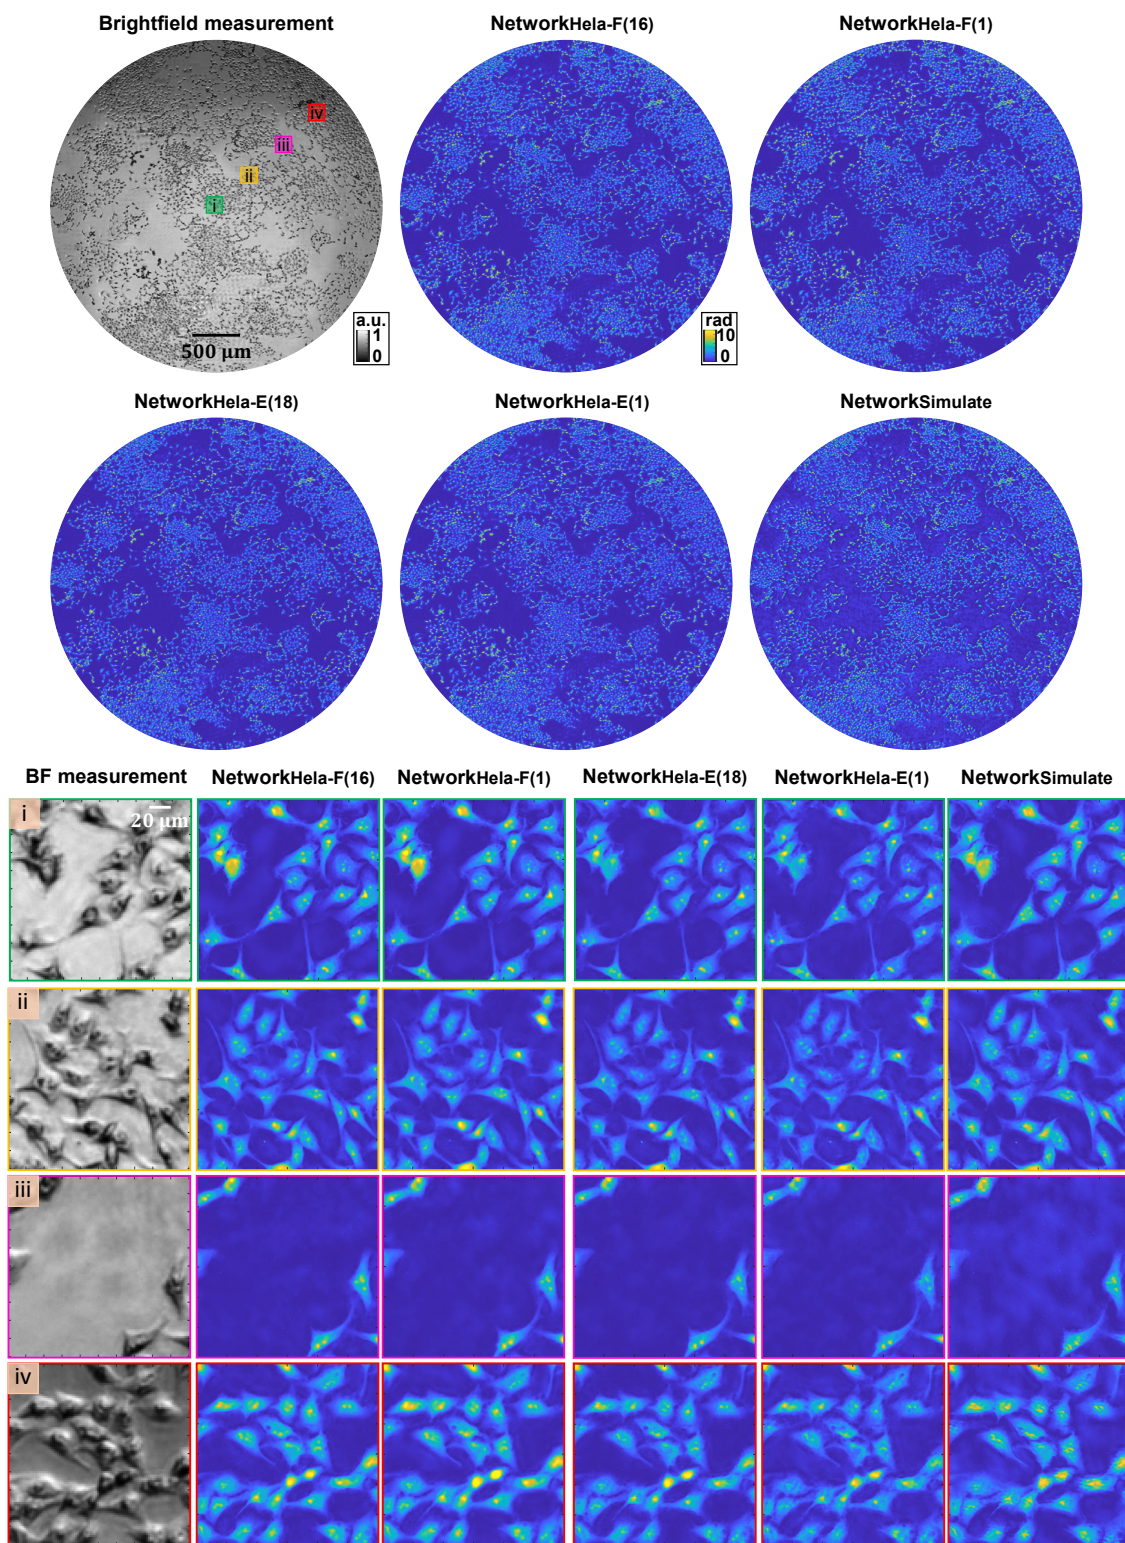 Brightfield measurement NetworkHela-F(16) NetworkHela-F(1)
iv
iii
ii
i
500 μm
a.u.
1
0
rad
10
0
NetworkHela-E(18) NetworkHela-E(1) NetworkSimulate
BF measurement NetworkHela-F(16) NetworkHela-F(1) NetworkHela-E(18) NetworkHela-E(1) NetworkSimulate
i
20 μm
ii
iii
iv